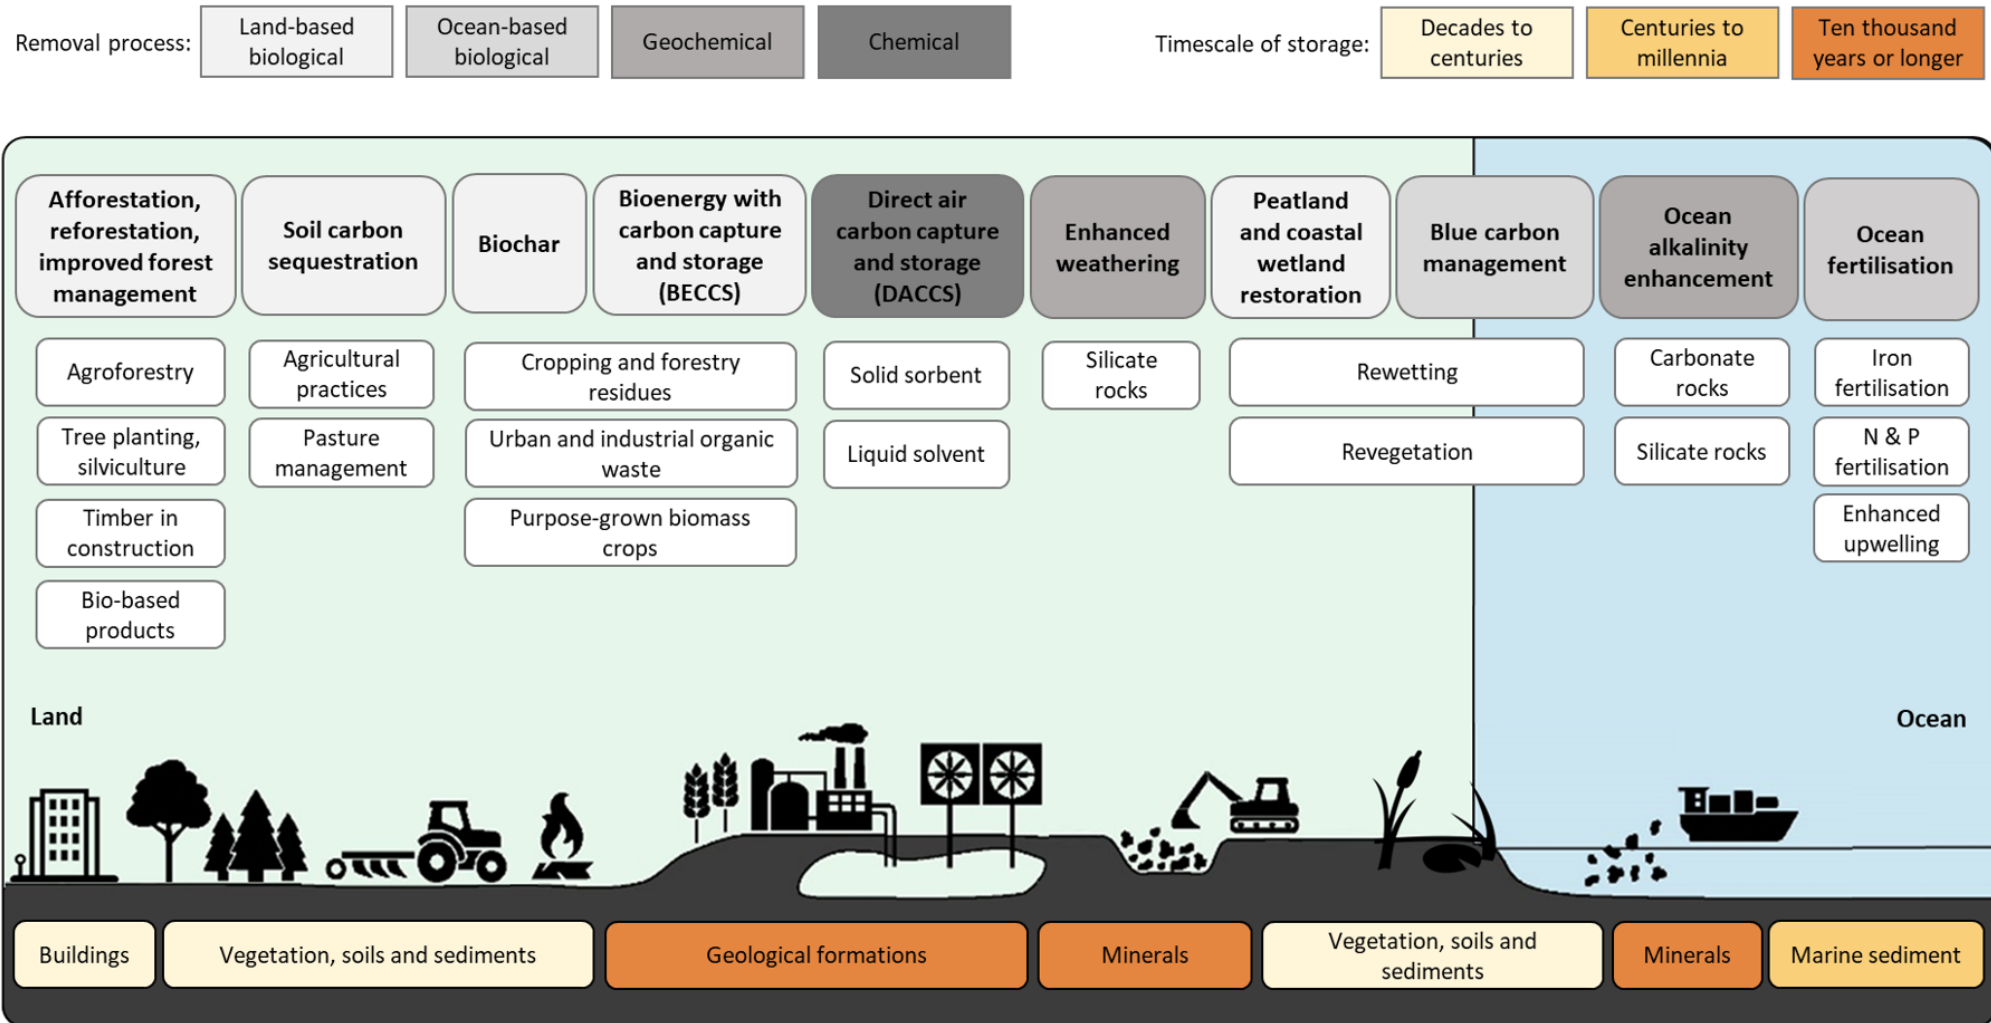 Removal process:
Land-based
biological
Ocean-based
biological
Geochemical
Chemical
Timescale of storage:
Decades to
centuries
Centuries to
millennia
Ten thousand
years or longer
Afforestation,
reforestation,
improved forest
management
Soil carbon
sequestration
Biochar
Bioenergy with
carbon capture
and storage
(BECCS)
Direct air
carbon capture
and storage
(DACCS)
Enhanced
weathering
Peatland
and coastal
wetland
restoration
Blue carbon
management
Ocean
alkalinity
enhancement
Ocean
fertilisation
Agroforestry
Tree planting,
silviculture
Timber in
construction
Bio-based
products
Agricultural
practices
Pasture
management
Cropping and forestry
residues
Urban and industrial organic
waste
Purpose-grown biomass
crops
Solid sorbent
Liquid solvent
Silicate
rocks
Rewetting
Revegetation
Carbonate
rocks
Silicate rocks
Iron
fertilisation
N & P
fertilisation
Enhanced
upwelling
Land
Ocean
Buildings
Vegetation, soils and sediments
Geological formations
Minerals
Vegetation, soils and
sediments
Minerals
Marine sediment